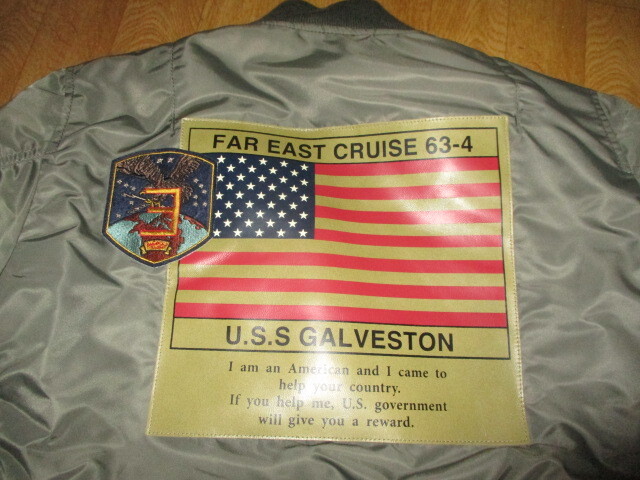 FAR EAST CRUISE 63-4
U.S.S GALVESTON
I am an American and I came to
help your country.
If you help me, U.S. government
will give you a reward.